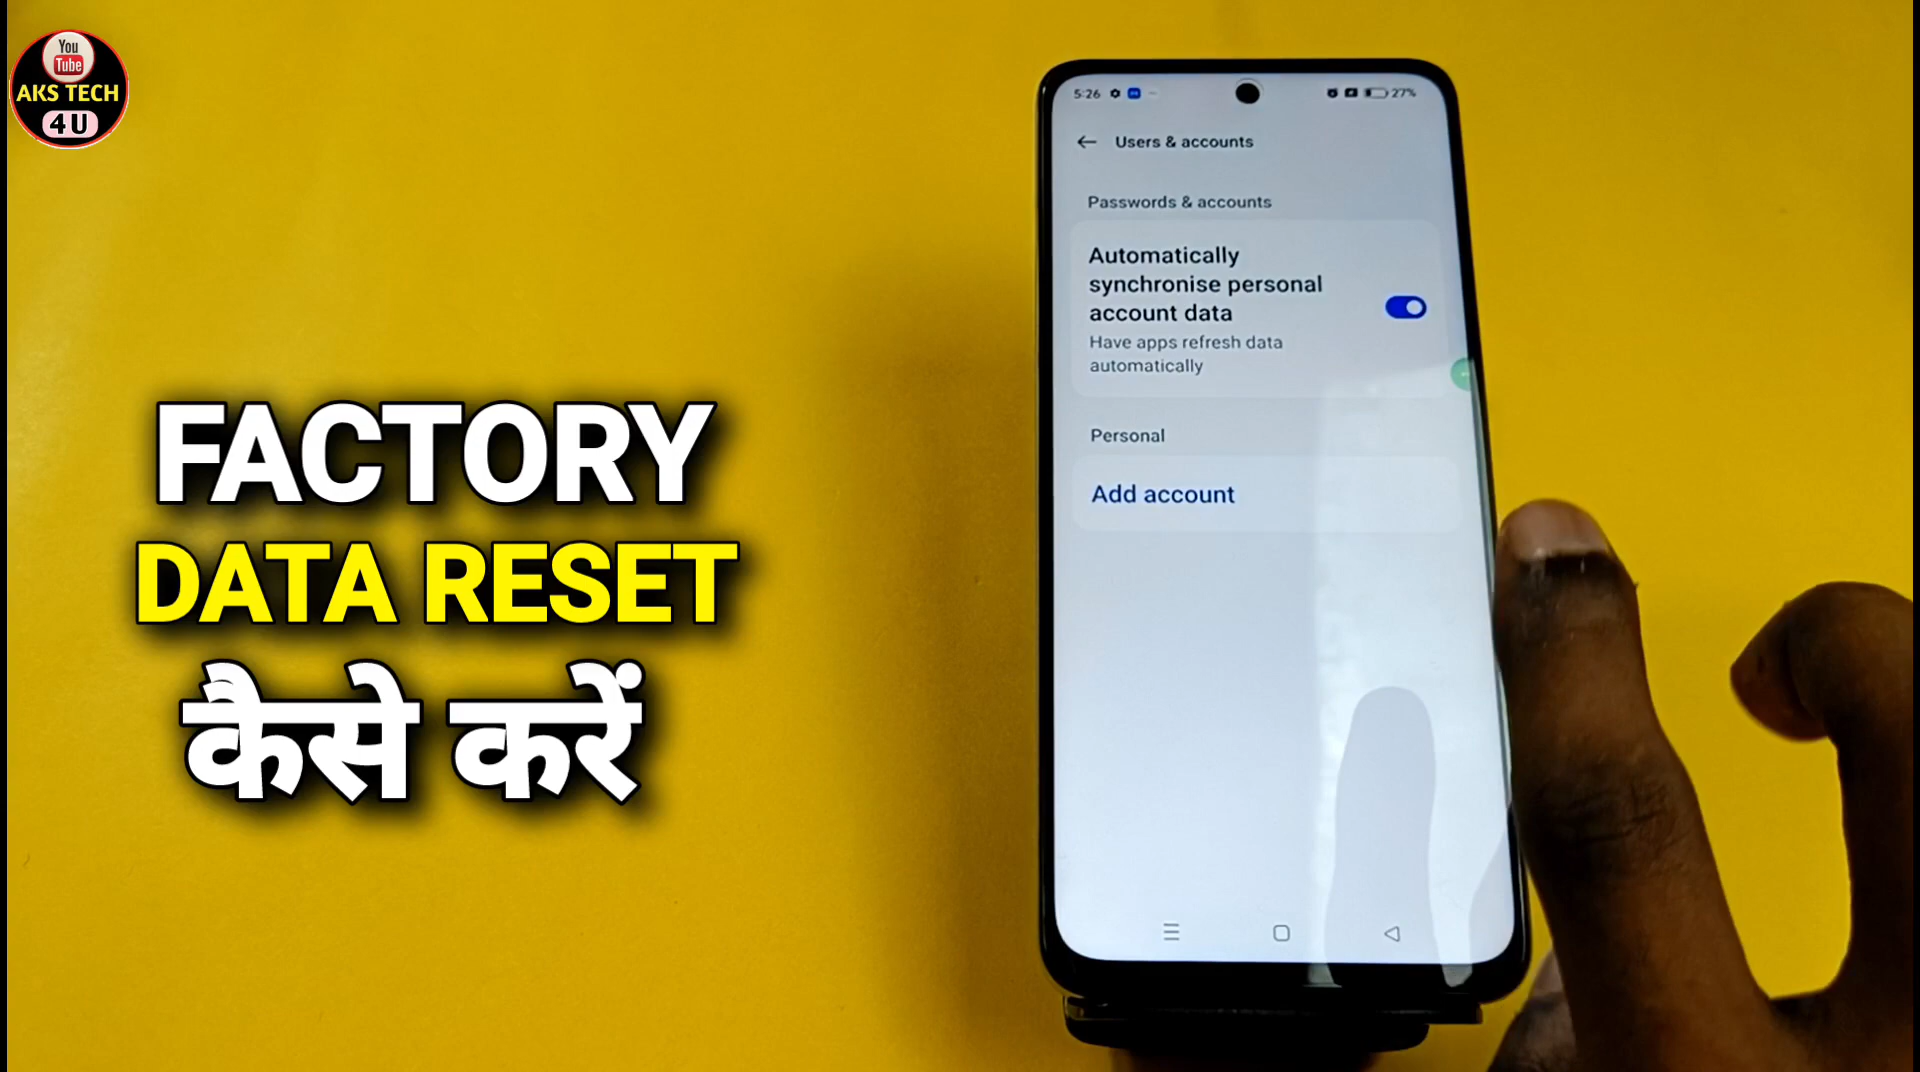 You
Tube
AKS TECH
4U
FACTORY
DATA RESET
कैसे करें
5:26
27%
Users & accounts
Passwords & accounts
Automatically
synchronise personal
account data
Have apps refresh data
automatically
Personal
Add account